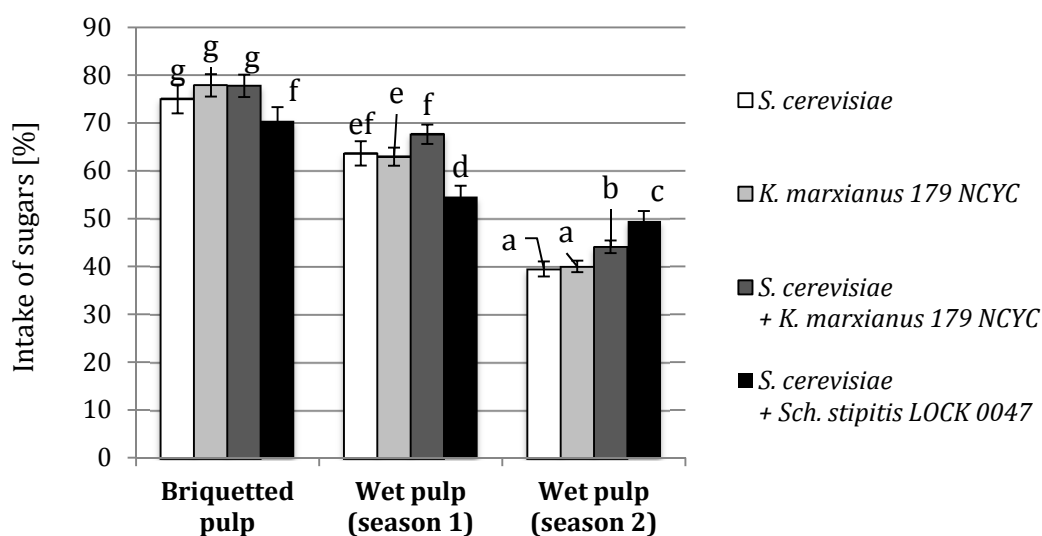 Intake of sugars [%]
90
80
70
60
50
40
30
20
10
0
g
g
g
f
ef
e
f
d
a
a
b
c
Briquetted
pulp
Wet pulp
(season 1)
Wet pulp
(season 2)
S. cerevisiae
K. marxianus 179 NCYC
S. cerevisiae
+ K. marxianus 179 NCYC
S. cerevisiae
+ Sch. stipitis LOCK 0047